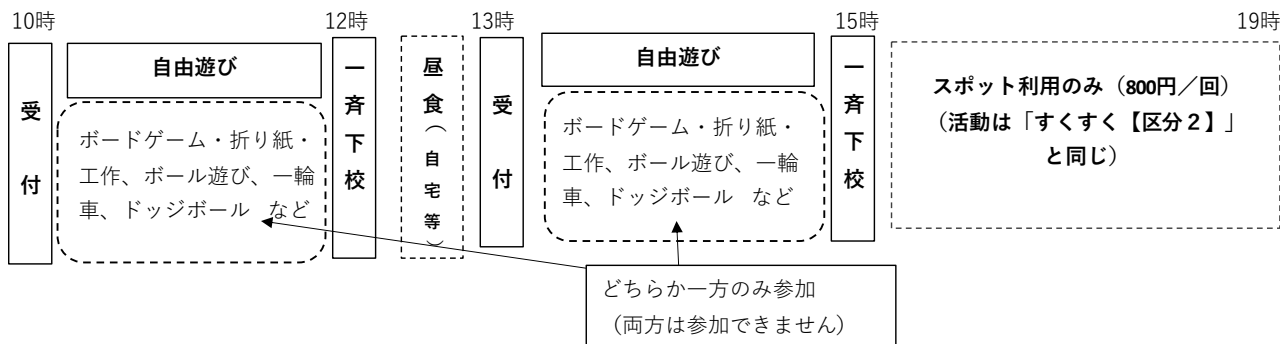 10時
12時
13時
15時
19時
受付
自由遊び
ボードゲーム・折り紙・
工作、ボール遊び、一輪
車、ドッジボール など
一斉下校
昼食(自宅等)
受付
自由遊び
ボードゲーム・折り紙・
工作、ボール遊び、一輪
車、ドッジボール など
一斉下校
スポット利用のみ(800円/回)
(活動は「すくすく【区分2】」
と同じ)
どちらか一方のみ参加
(両方は参加できません)